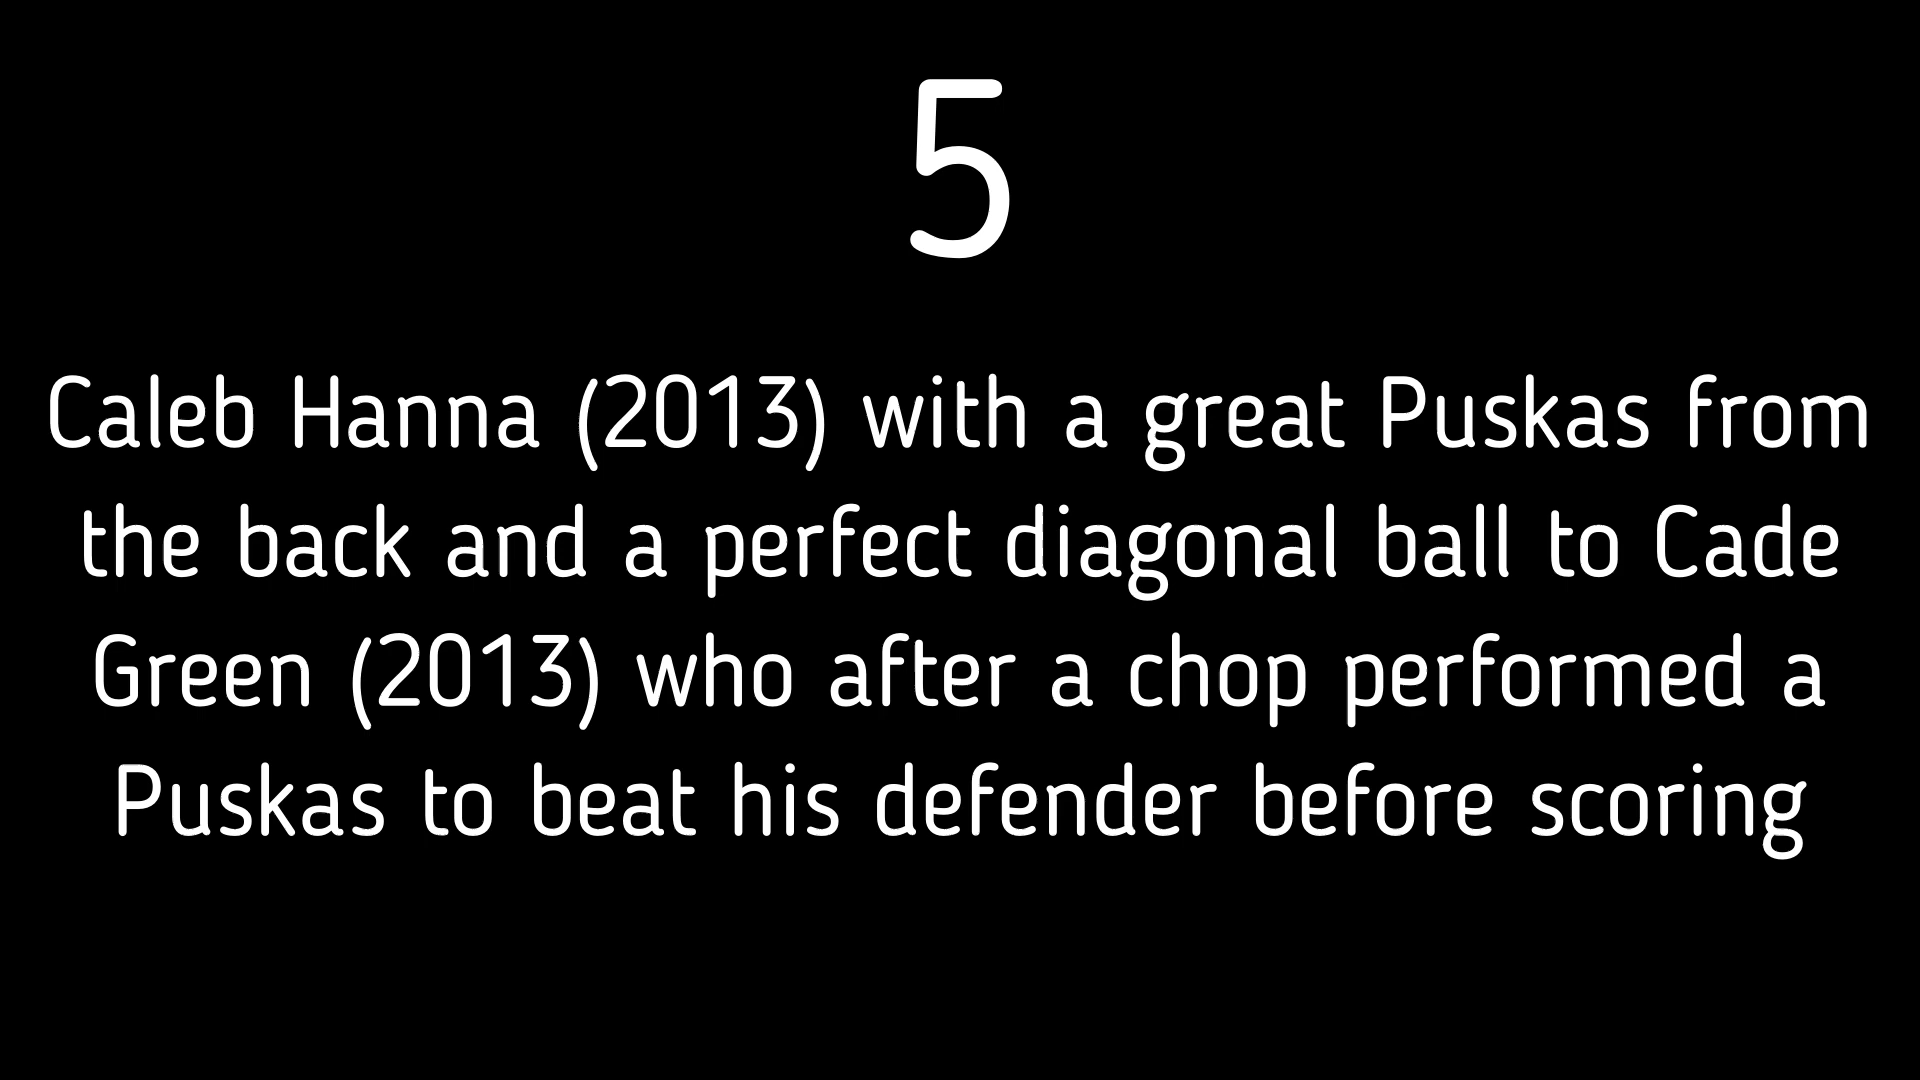 5
Caleb Hanna (2013) with a great Puskas from
the back and a perfect diagonal ball to Cade
Green (2013) who after a chop performed a
Puskas to beat his defender before scoring